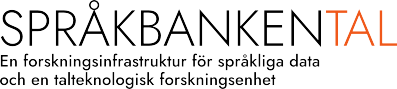 SPRÅKBANKENTAL
En forskningsinfrastruktur för språkliga data
och en talteknologisk forskningsenhet